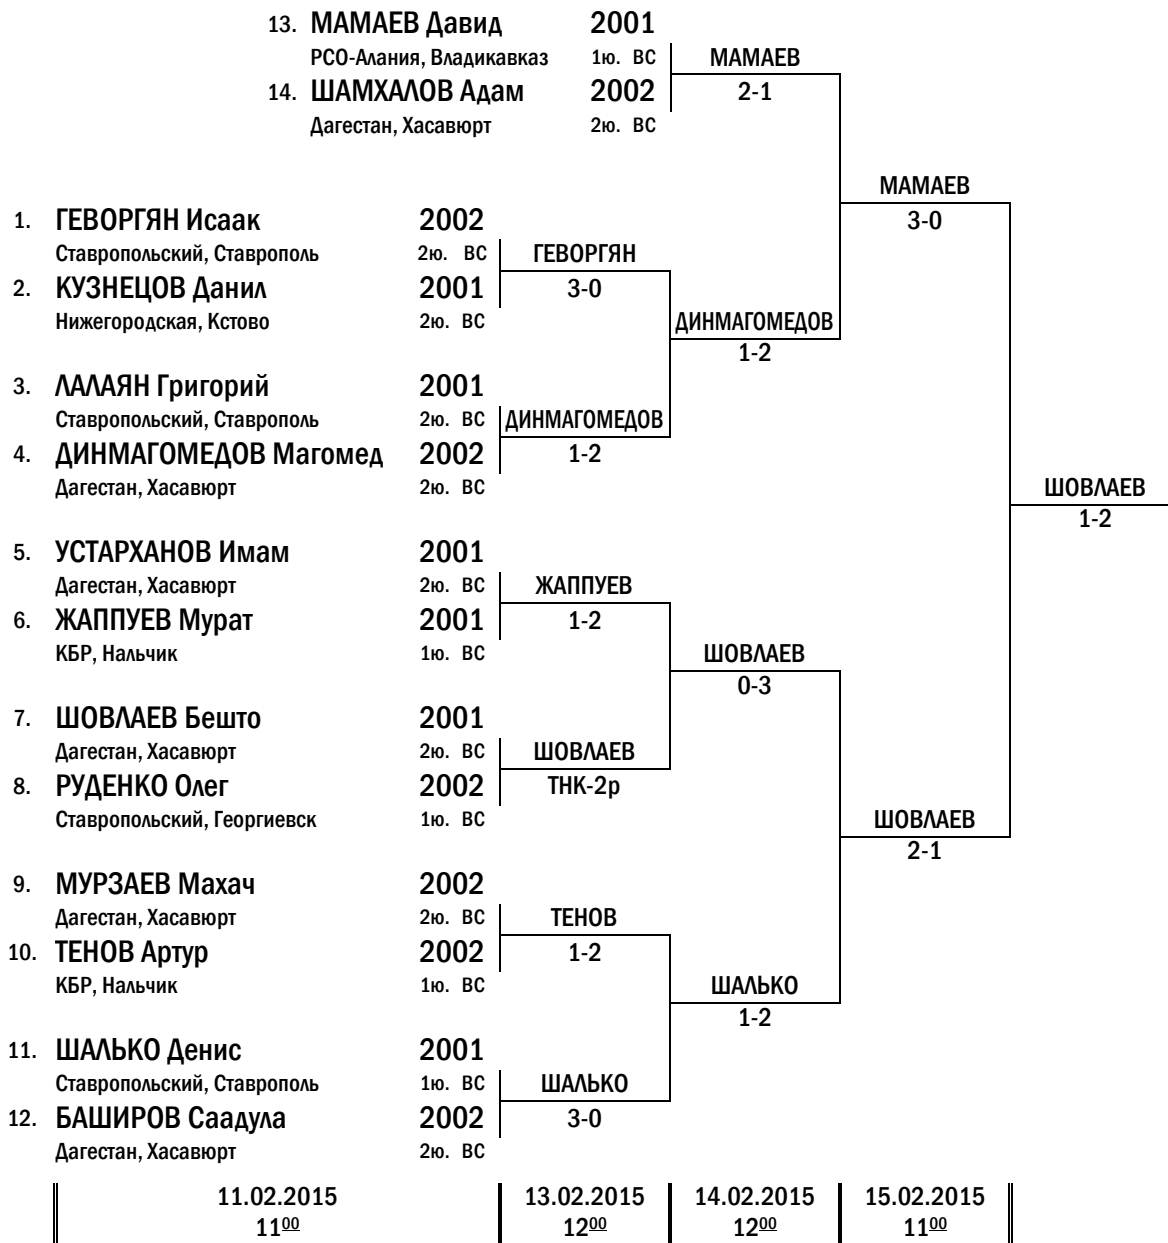 13. МАМАЕВ Давид 2001
РСО-Алания, Владикавказ 1ю. ВС МАМАЕВ
14. ШАМХАЛОВ Адам 2002 2-1
Дагестан, Хасавюрт 2ю. ВС
МАМАЕВ
1. ГЕВОРГЯН Исаак 2002 3-0
Ставропольский, Ставрополь 2ю. ВС ГЕВОРГЯН
2. КУЗНЕЦОВ Данил 2001 3-0
Нижегородская, Кстово 2ю. ВС ДИНМАГОМЕДОВ
1-2
3. ЛАЛАЯН Григорий 2001
Ставропольский, Ставрополь 2ю. ВС ДИНМАГОМЕДОВ
4. ДИНМАГОМЕДОВ Магомед 2002 1-2
Дагестан, Хасавюрт 2ю. ВС ШОВЛАЕВ
1-2
5. УСТАРХАНОВ Имам 2001
Дагестан, Хасавюрт 2ю. ВС ЖАППУЕВ
6. ЖАППУЕВ Мурат 2001 1-2
КБР, Нальчик 1ю. ВС ШОВЛАЕВ
0-3
7. ШОВЛАЕВ Бешто 2001
Дагестан, Хасавюрт 2ю. ВС ШОВЛАЕВ
8. РУДЕНКО Олег 2002 ТНК-2р
Ставропольский, Георгиевск 1ю. ВС ШОВЛАЕВ
2-1
9. МУРЗАЕВ Махач 2002
Дагестан, Хасавюрт 2ю. ВС ТЕНОВ
10. ТЕНОВ Артур 2002 1-2
КБР, Нальчик 1ю. ВС ШАЛЬКО
1-2
11. ШАЛЬКО Денис 2001
Ставропольский, Ставрополь 1ю. ВС ШАЛЬКО
12. БАШИРОВ Саадула 2002 3-0
Дагестан, Хасавюрт 2ю. ВС
11.02.2015 13.02.2015 14.02.2015 15.02.2015
11⁰⁰ 12⁰⁰ 12⁰⁰ 11⁰⁰